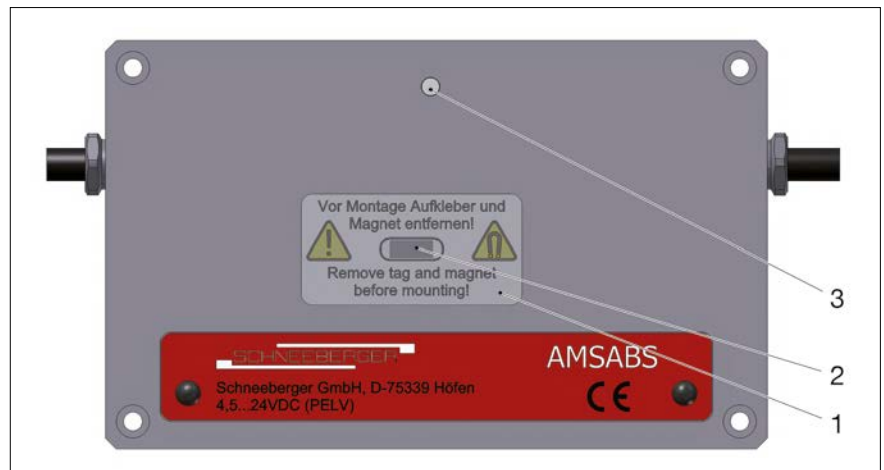 Vor Montage Aufkleber und
Magnet entfernen!
Remove tag and magnet
before mounting!
3
2
1
SCHNEEBERGER
AMSABS
Schneeberger GmbH, D-75339 Höfen
4,5...24VDC (PELV)
CE